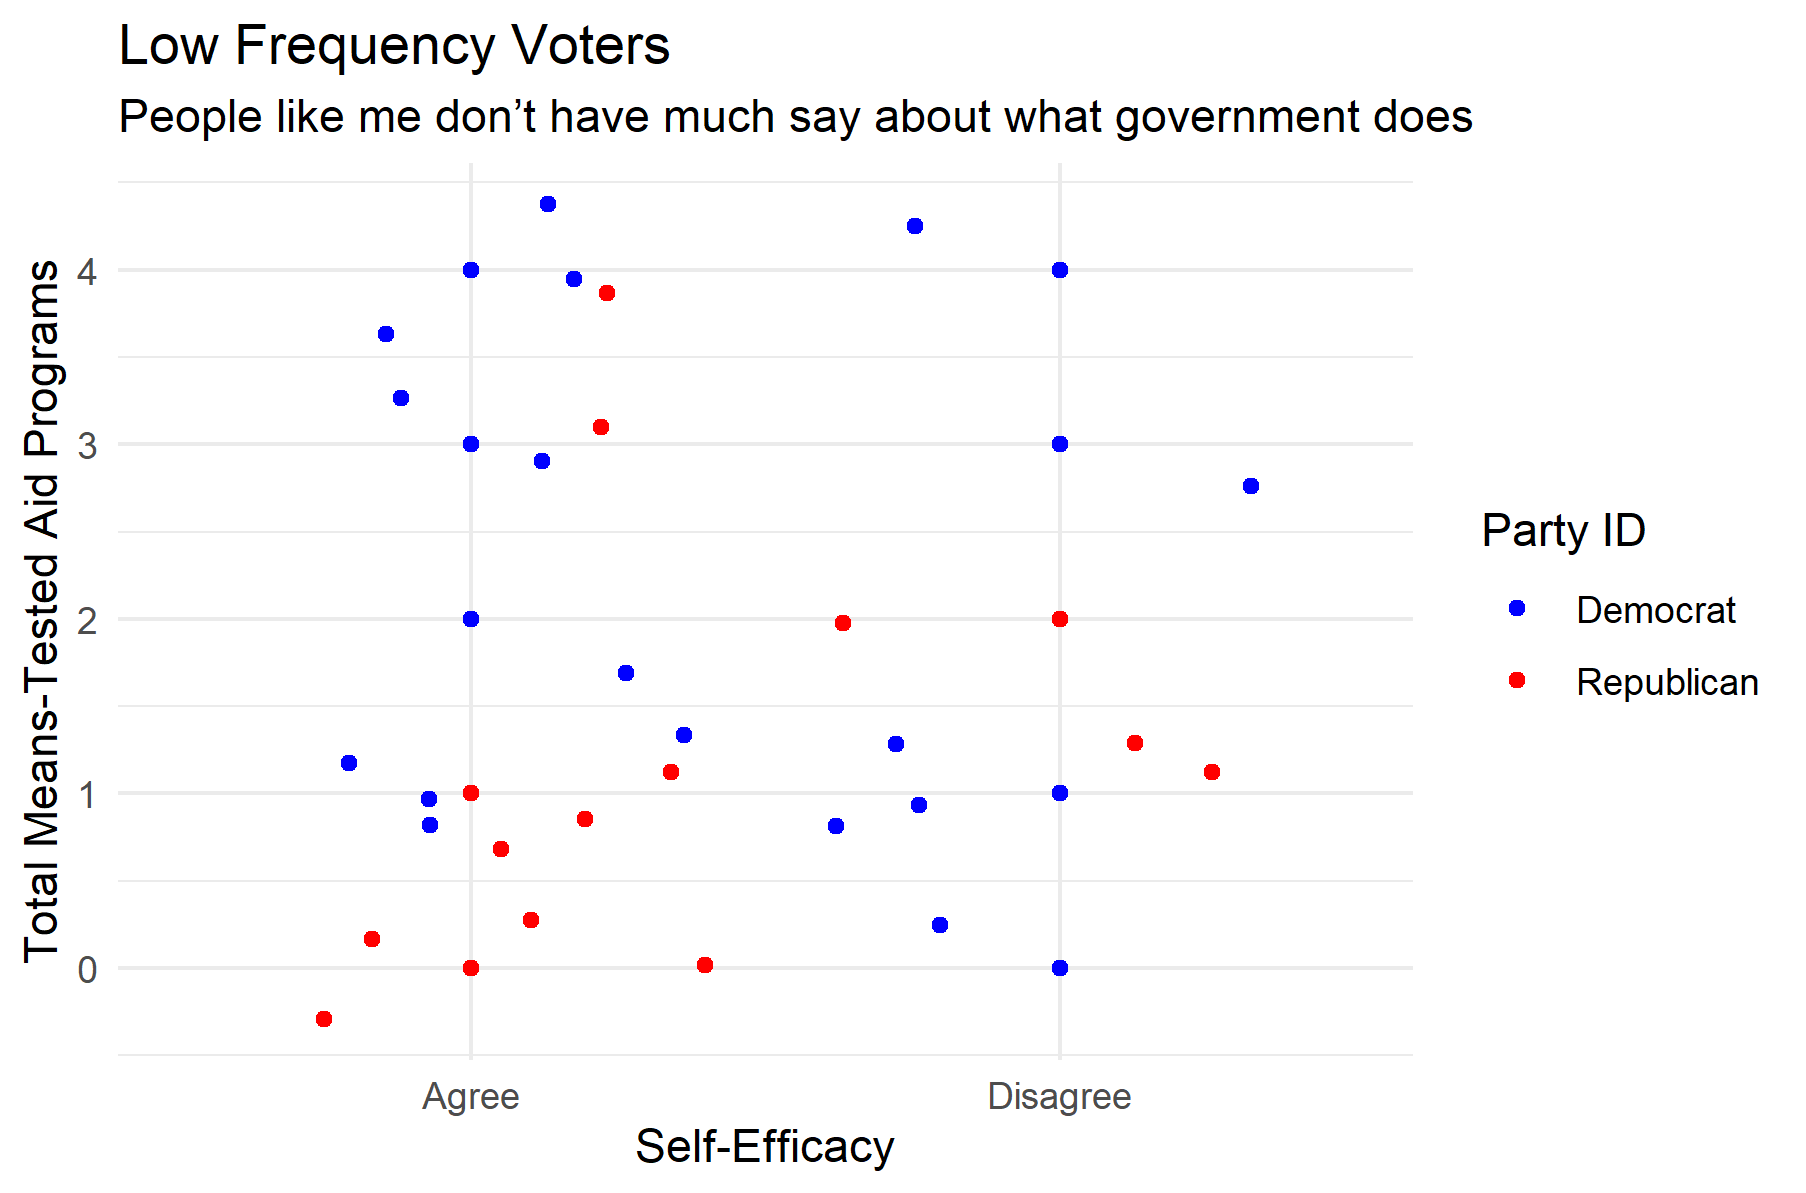 Low Frequency Voters
People like me don’t have much say about what government does
Total Means-Tested Aid Programs
4
3
2
1
0
Agree
Disagree
Self-Efficacy
Party ID
Democrat
Republican